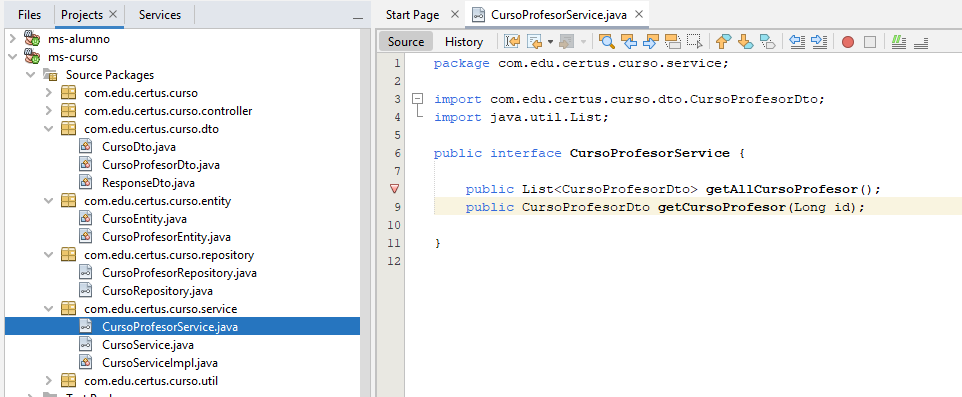 Files Projects Services
ms-alumno
ms-curso
Source Packages
com.edu.certus.curso
com.edu.certus.curso.controller
com.edu.certus.curso.dto
CursoDto.java
CursoProfesorDto.java
ResponseDto.java
com.edu.certus.curso.entity
CursoEntity.java
CursoProfesorEntity.java
com.edu.certus.curso.repository
CursoProfesorRepository.java
CursoRepository.java
com.edu.certus.curso.service
CursoProfesorService.java
CursoService.java
CursoServiceImpl.java
com.edu.certus.curso.util
Start Page CursoProfesorService.java
Source History
1 package com.edu.certus.curso.service;
2
3 import com.edu.certus.curso.dto.CursoProfesorDto;
4 import java.util.List;
5
6 public interface CursoProfesorService {
7
public List<CursoProfesorDto> getAllCursoProfesor();
9 public CursoProfesorDto getCursoProfesor(Long id);
10
11 }
12